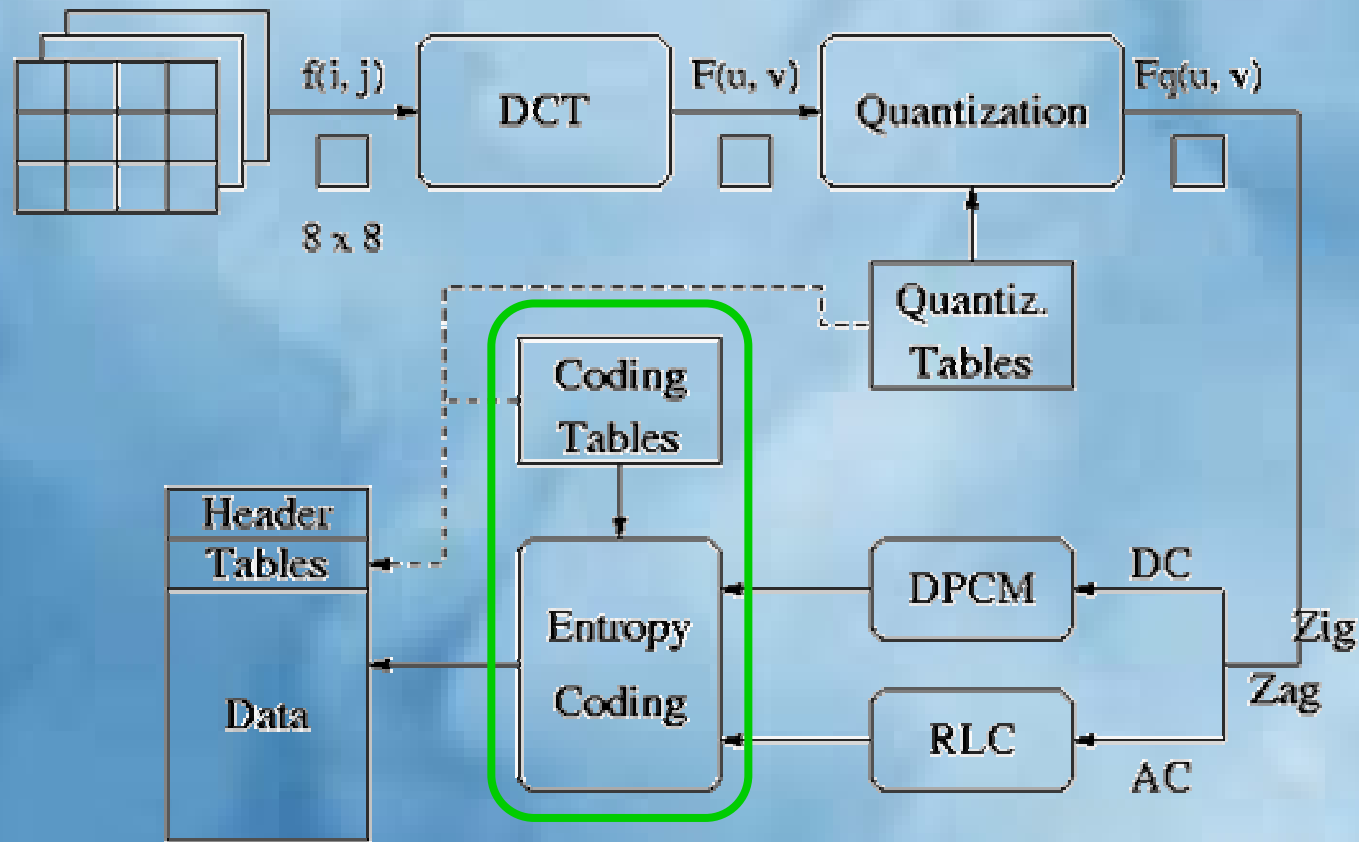 f(i, j)
8 x 8
DCT
F(u, v)
Quantization
Fq(u, v)
Quantiz.
Tables
Coding
Tables
Header
Tables
Data
Entropy
Coding
DPCM
RLC
DC
AC
Zig
Zag